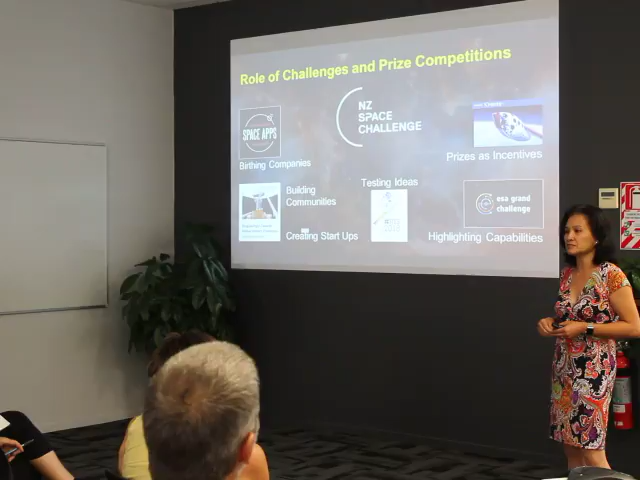 Role of Challenges and Prize Competitions
SPACE APPS
NZ
SPACE
CHALLENGE
Birthing Companies
Prizes as Incentives
Building
Communities
Testing Ideas
esa grand
challenge
Creating Start Ups
Highlighting Capabilities